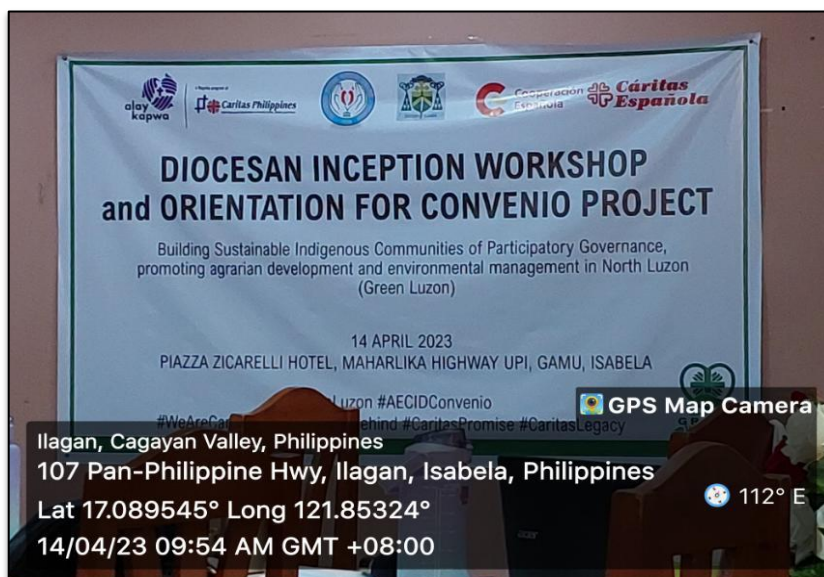 alay kapwa
Caritas Philippines
Cooperación Española
Cáritas Española
DIOCESAN INCEPTION WORKSHOP
and ORIENTATION FOR CONVENIO PROJECT
Building Sustainable Indigenous Communities of Participatory Governance,
promoting agrarian development and environmental management in North Luzon
(Green Luzon)
14 APRIL 2023
PIAZZA ZICARELLI HOTEL, MAHARLIKA HIGHWAY UPI, GAMU, ISABELA
#AECIDConvenio
#CaritasPromise #CaritasLegacy
GPS Map Camera
Ilagan, Cagayan Valley, Philippines
107 Pan-Philippine Hwy, Ilagan, Isabela, Philippines
Lat 17.089545° Long 121.85324°
112° E
14/04/23 09:54 AM GMT +08:00
acer